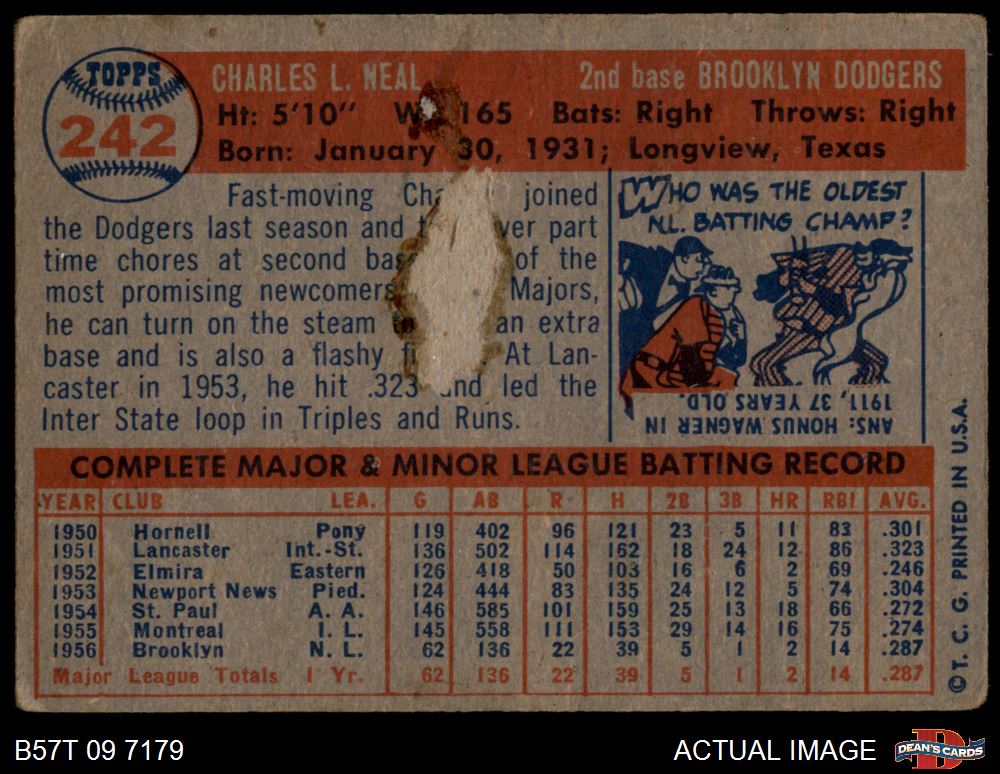 TOPPS
242
CHARLES L. NEAL 2nd base BROOKLYN DODGERS
Ht: 5'10" 165 Bats: Right Throws: Right
Born: January 30, 1931; Longview, Texas
Fast-moving joined
the Dodgers last season and part
time chores at second of the
most promising newcomers Majors,
he can turn on the steam an extra
base and is also a flashy At Lan-
caster in 1953, he hit .323 and led the
Inter State loop in Triples and Runs.
WHO WAS THE OLDEST
N.L. BATTING CHAMP?
ANS: HONUS WAGNER IN
1911, 37 YEARS OLD.
COMPLETE MAJOR & MINOR LEAGUE BATTING RECORD
YEAR CLUB LEA. G AB R H 2B 3B HR RBI AVG.
1950 Hornell Pony 119 402 96 121 23 5 11 83 .301
1951 Lancaster Int.-St. 136 502 114 162 18 24 12 86 .323
1952 Elmira Eastern 126 418 50 103 16 6 2 69 .246
1953 Newport News Pied. 124 444 83 135 24 12 5 74 .304
1954 St. Paul A. A. 146 585 101 159 25 13 18 66 .272
1955 Montreal I. L. 145 558 111 153 29 14 16 75 .274
1956 Brooklyn N. L. 62 136 22 39 5 1 2 14 .287
Major League Totals 1 Yr. 62 136 22 39 5 1 2 14 .287
© T. C. G. PRINTED IN U.S.A.
B57T 09 7179 ACTUAL IMAGE
DEAN'S CARDS